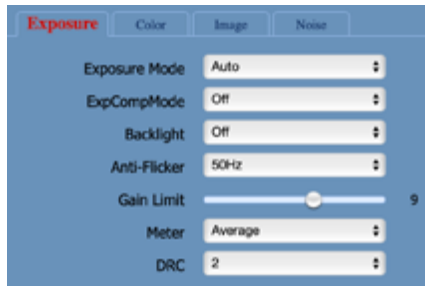 Exposure Color Image Noise
Exposure Mode Auto
ExpCompMode Off
Backlight Off
Anti-Flicker 50Hz
Gain Limit 9
Meter Average
DRC 2